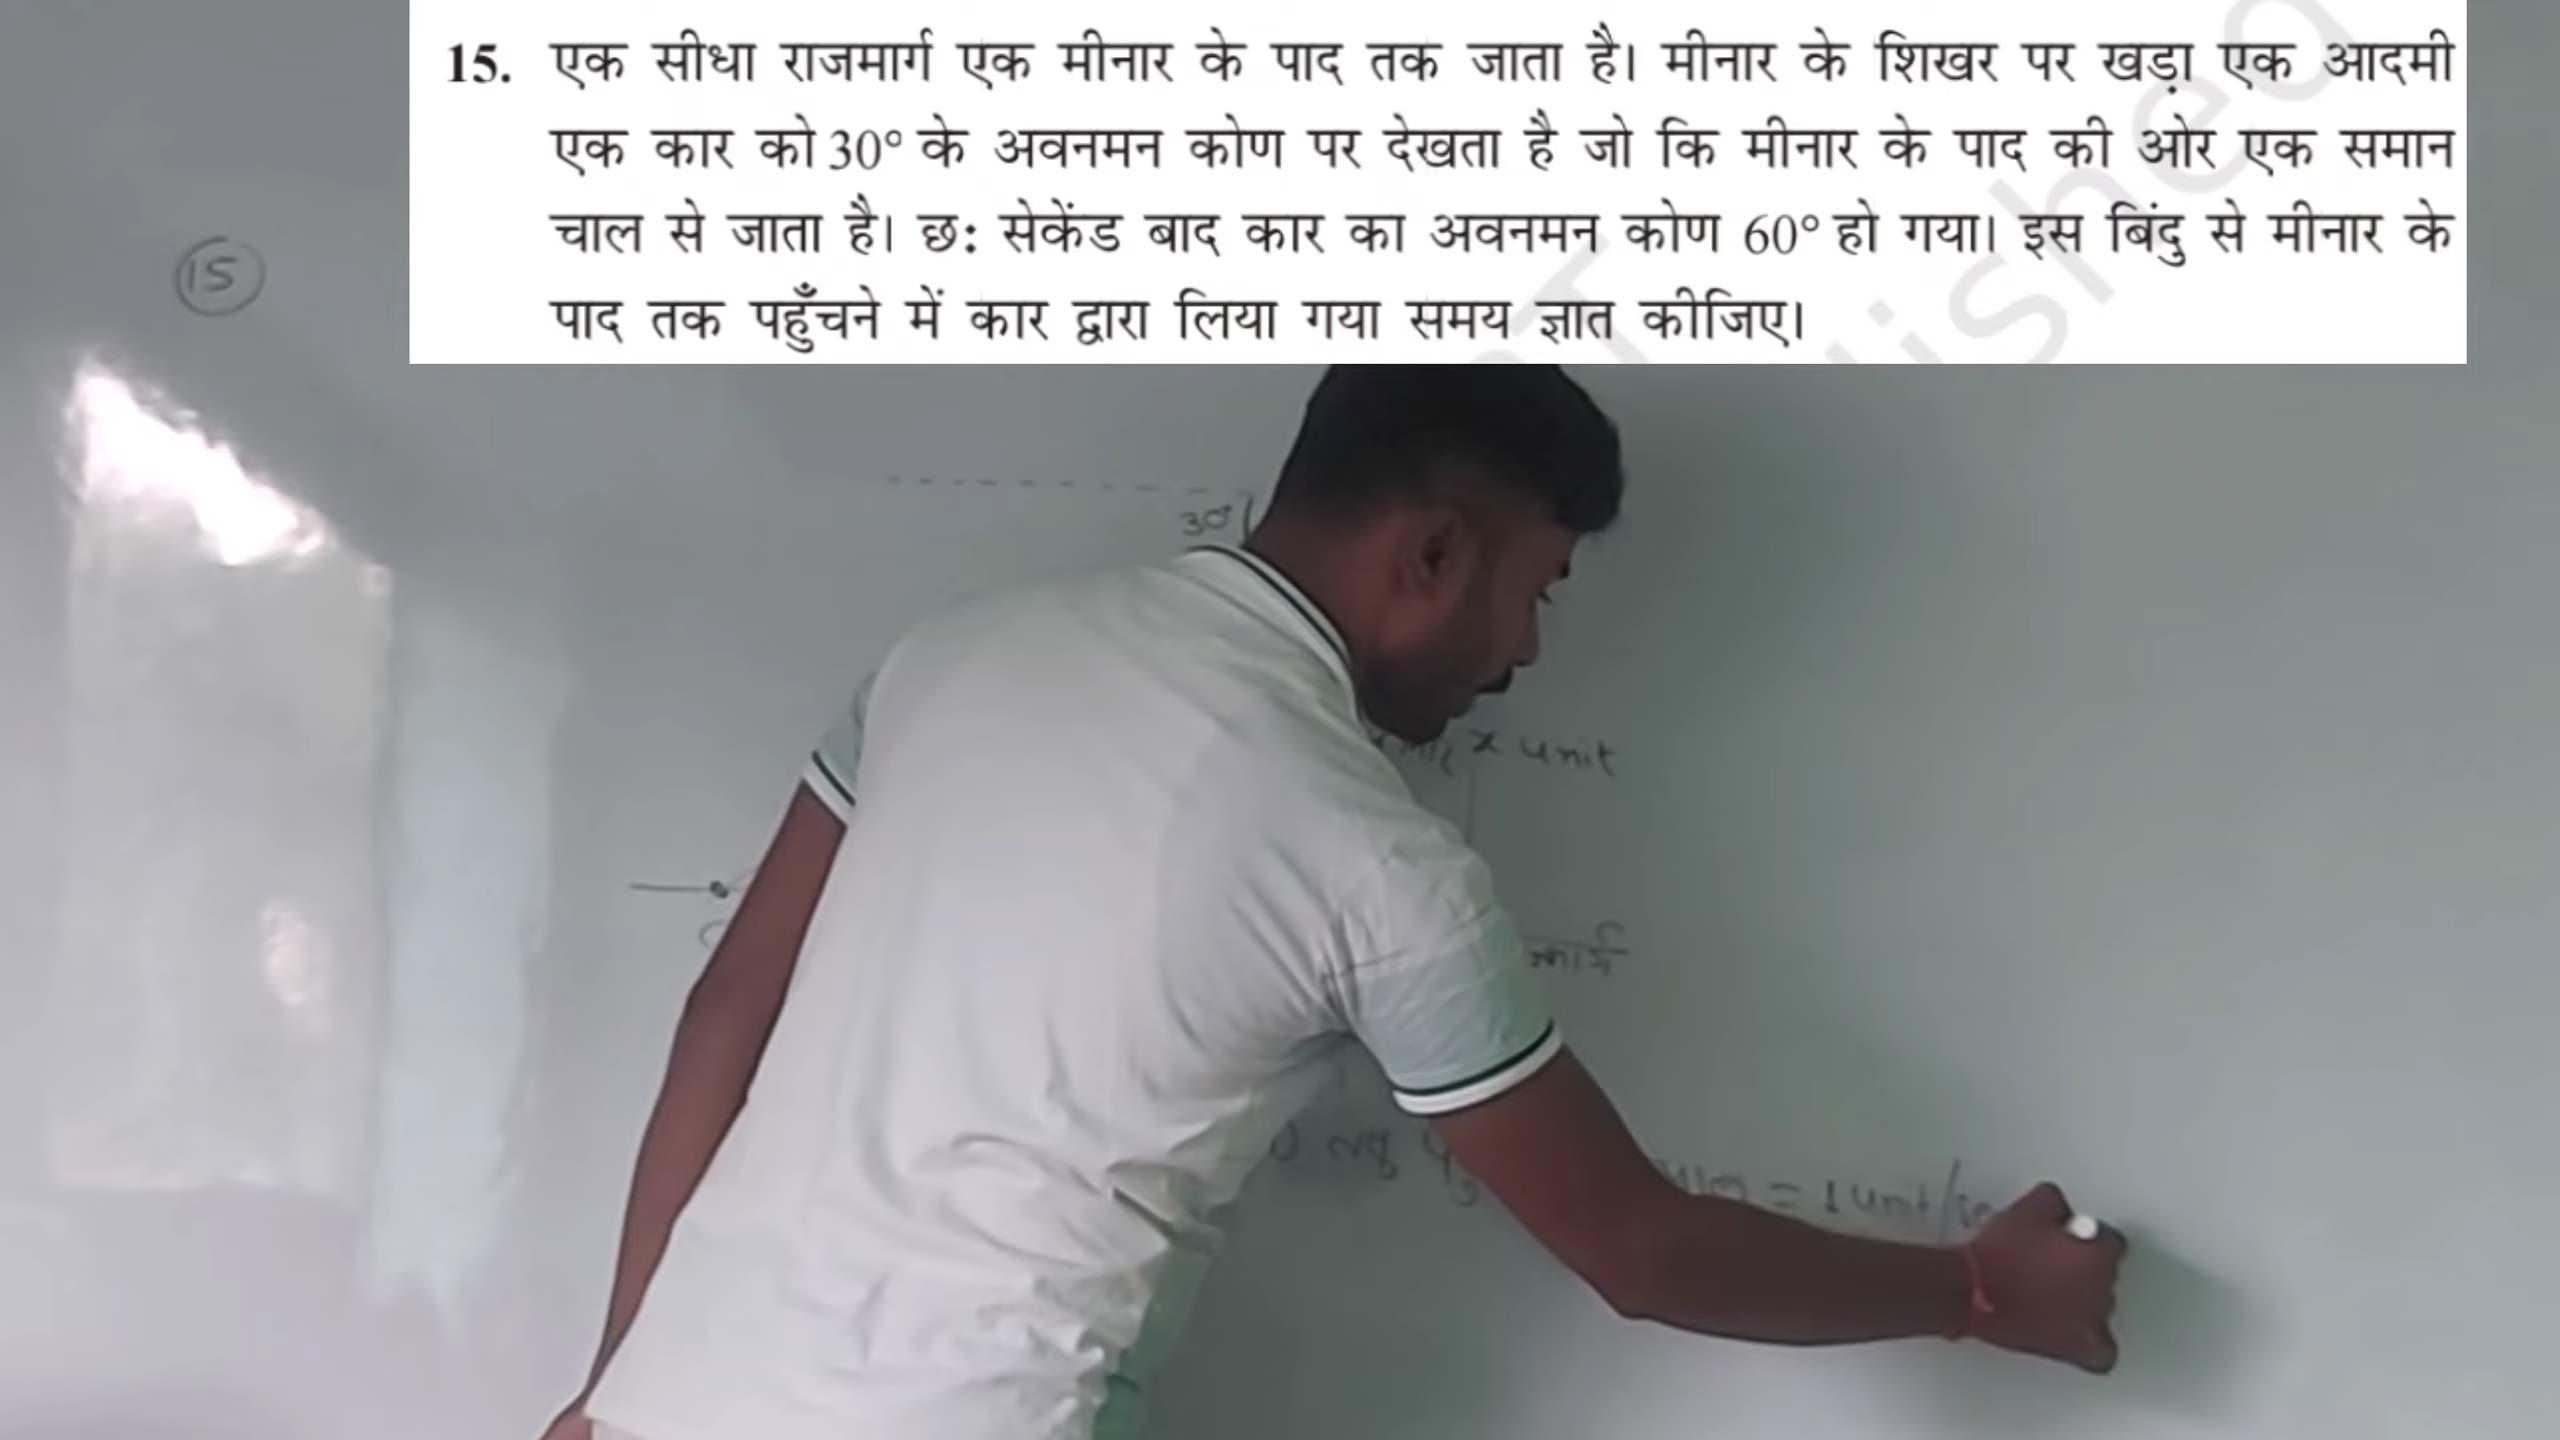 15. एक सीधा राजमार्ग एक मीनार के पाद तक जाता है। मीनार के शिखर पर खड़ा एक आदमी
एक कार को 30° के अवनमन कोण पर देखता है जो कि मीनार के पाद की ओर एक समान
चाल से जाता है। छ: सेकेंड बाद कार का अवनमन कोण 60° हो गया। इस बिंदु से मीनार के
पाद तक पहुँचने में कार द्वारा लिया गया समय ज्ञात कीजिए।
15
30°
x unit
= 1 unit/se